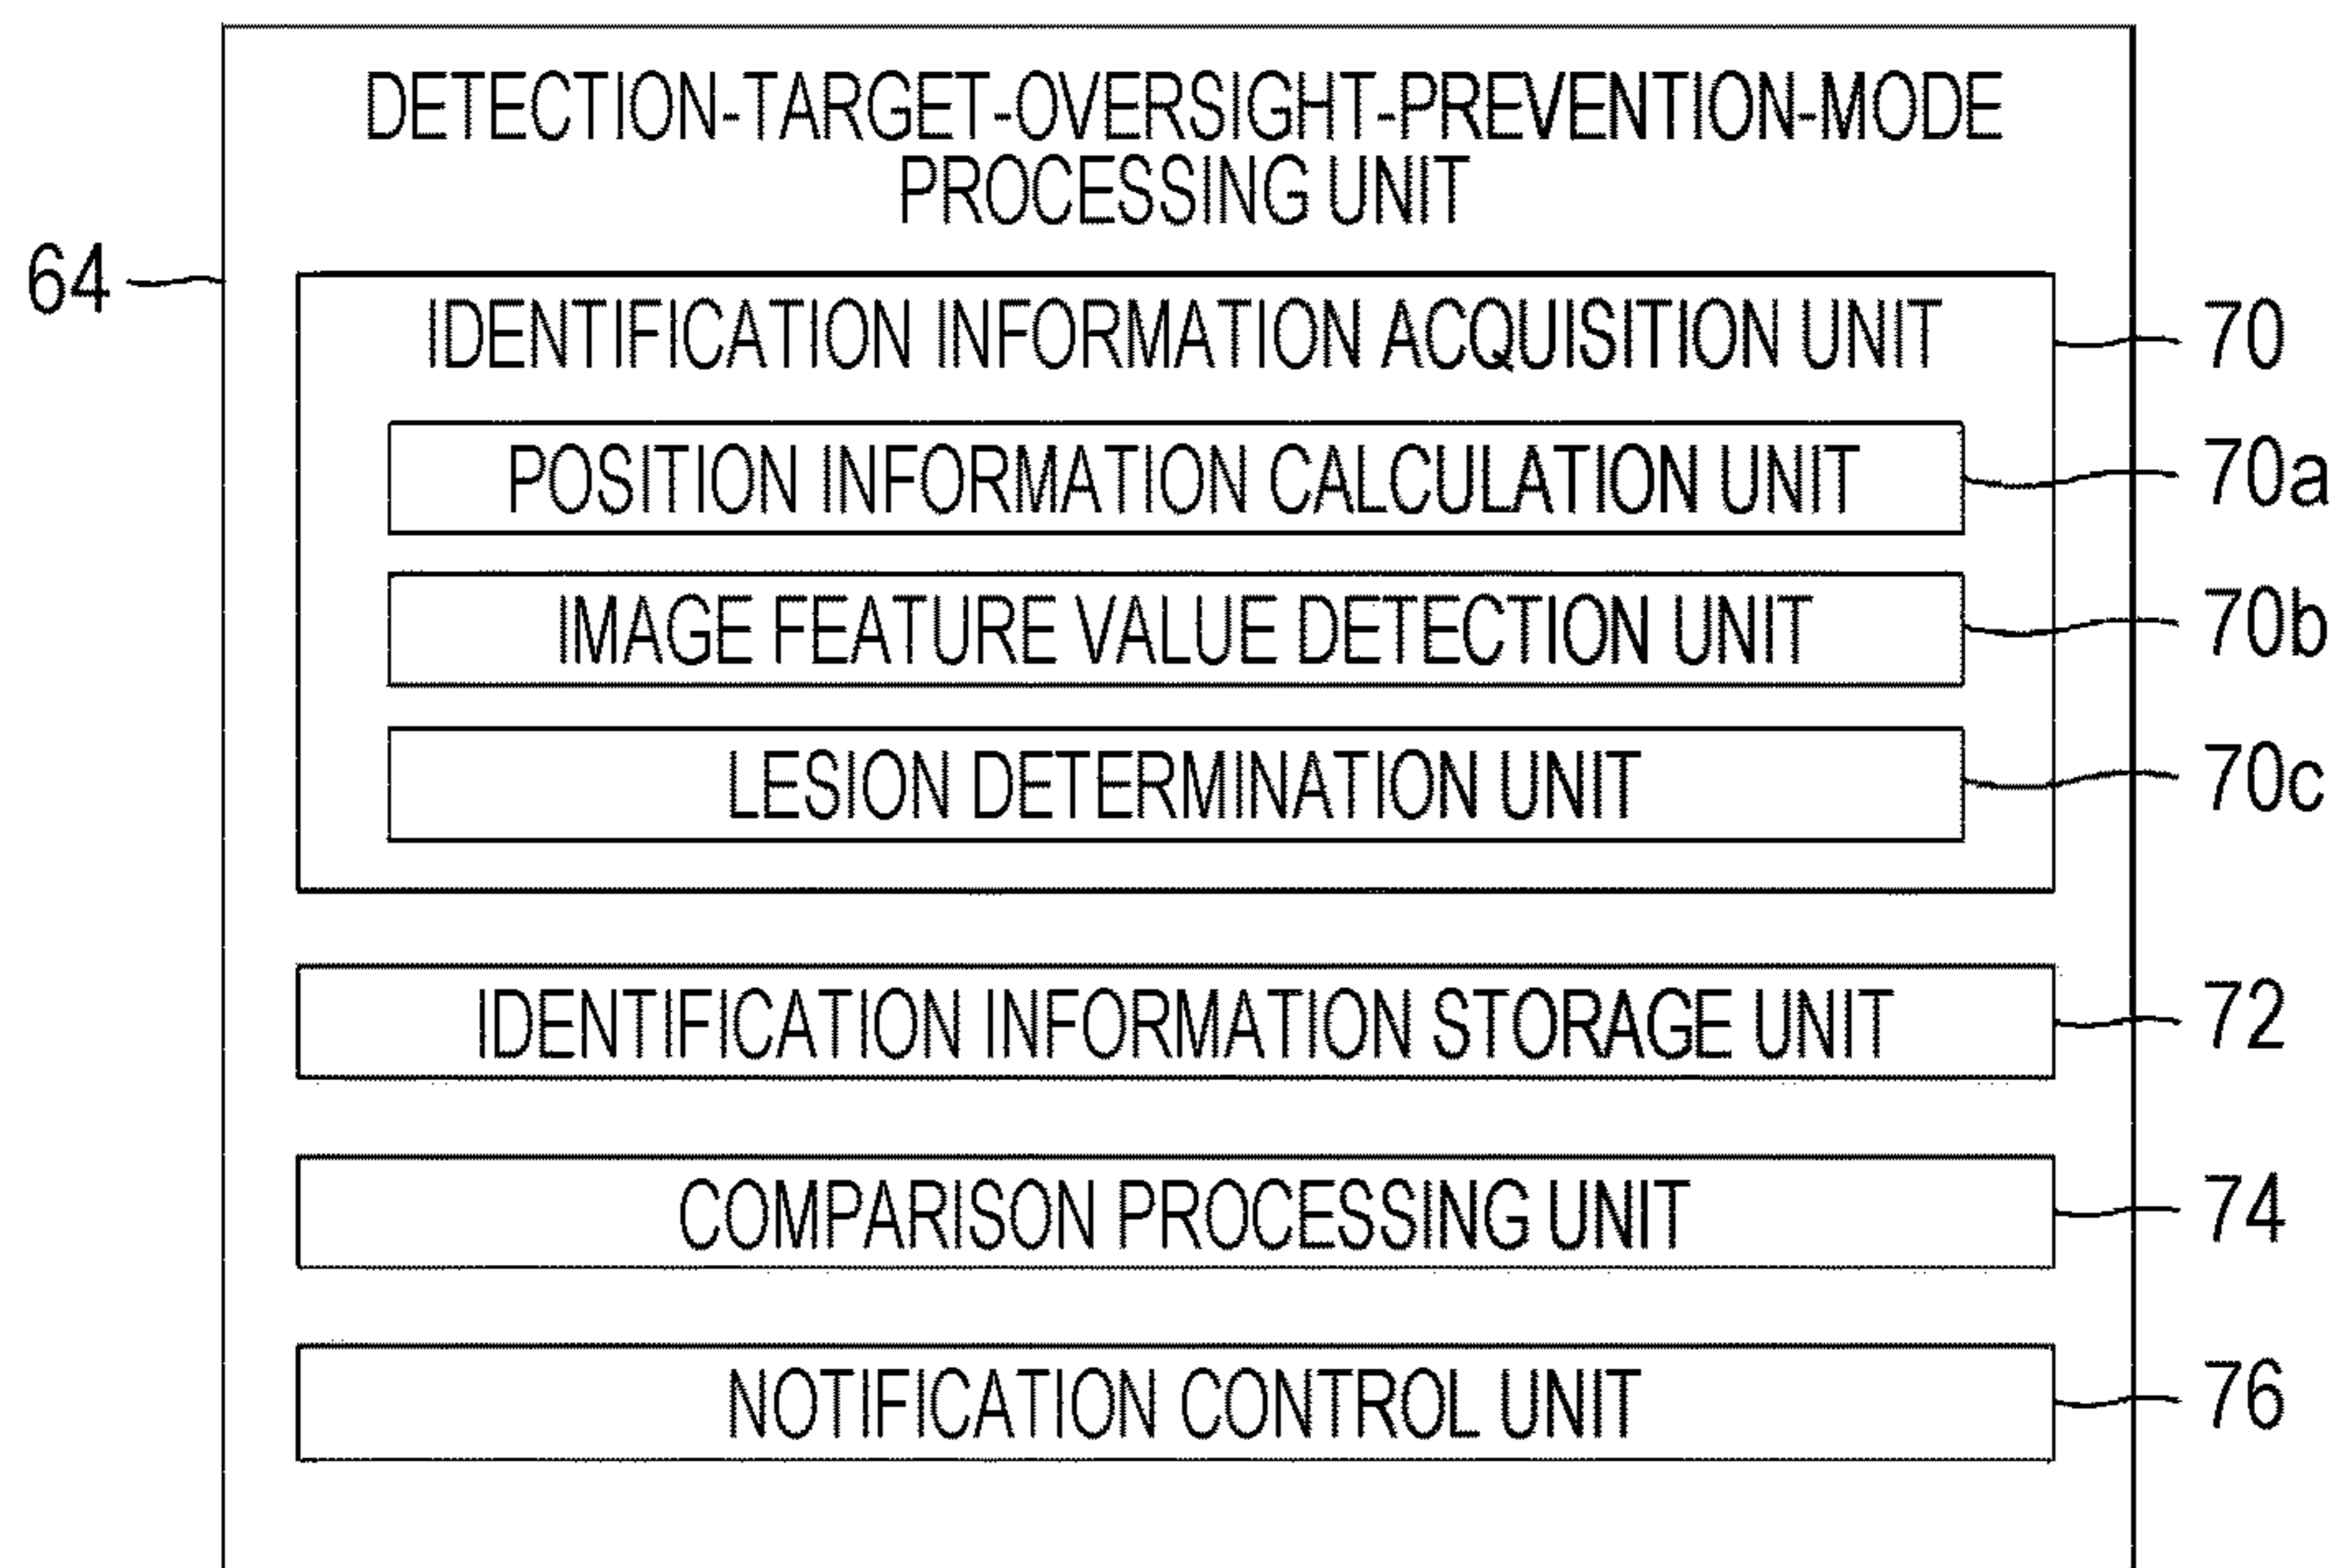 DETECTION-TARGET-OVERSIGHT-PREVENTION-MODE
PROCESSING UNIT
64
IDENTIFICATION INFORMATION ACQUISITION UNIT
70
POSITION INFORMATION CALCULATION UNIT
70a
IMAGE FEATURE VALUE DETECTION UNIT
70b
LESION DETERMINATION UNIT
70c
IDENTIFICATION INFORMATION STORAGE UNIT
72
COMPARISON PROCESSING UNIT
74
NOTIFICATION CONTROL UNIT
76